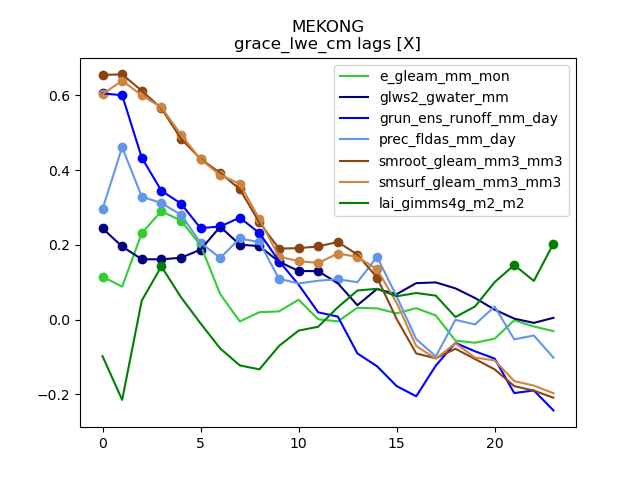 MEKONG
grace_lwe_cm lags [X]
e_gleam_mm_mon
glws2_gwater_mm
grun_ens_runoff_mm_day
prec_fldas_mm_day
smroot_gleam_mm3_mm3
smsurf_gleam_mm3_mm3
lai_gimms4g_m2_m2
0.6
0.4
0.2
0.0
−0.2
0 5 10 15 20